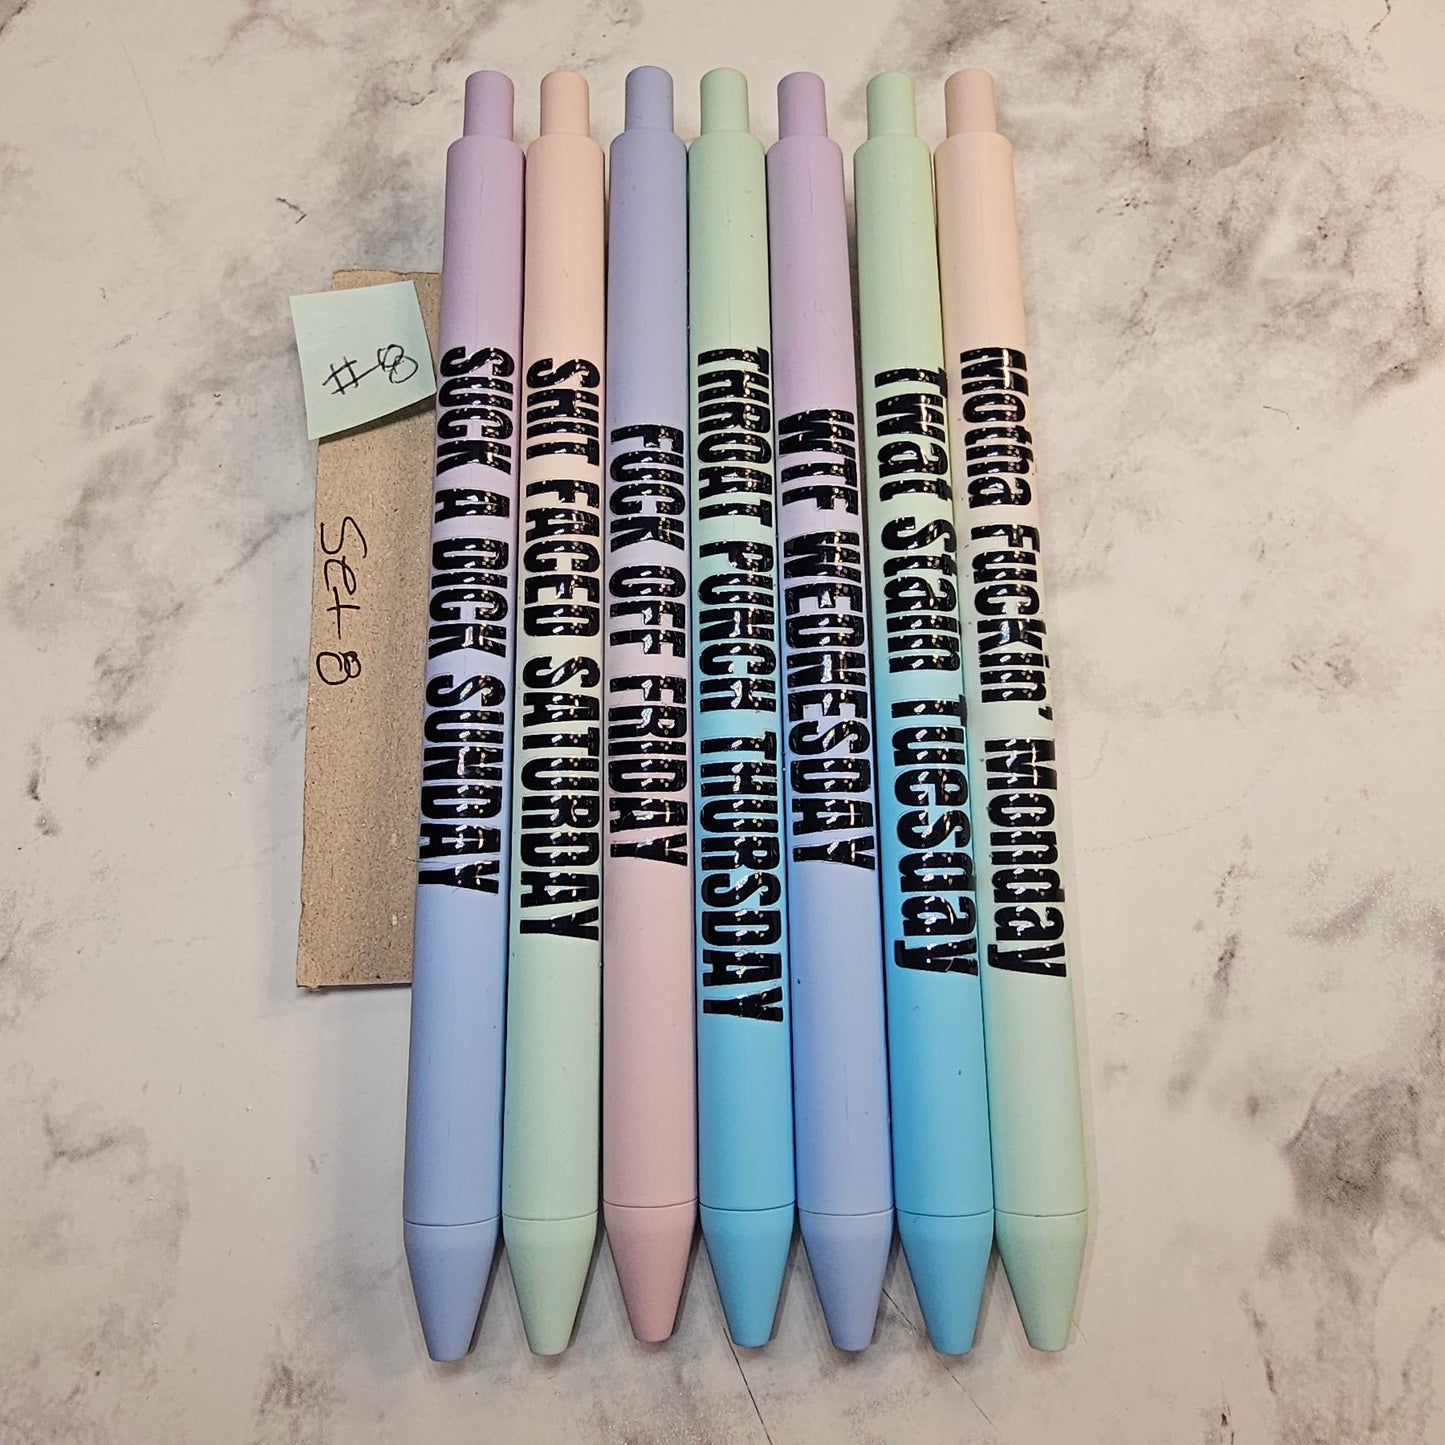 #8
Set 8
SUCK A DICK SUNDAY
SHIT FACED SATURDAY
FUCK OFF FRIDAY
THROAT PUNCH THURSDAY
WTF WEDNESDAY
Twat Stain Tuesday
Motha Fuckin' Monday